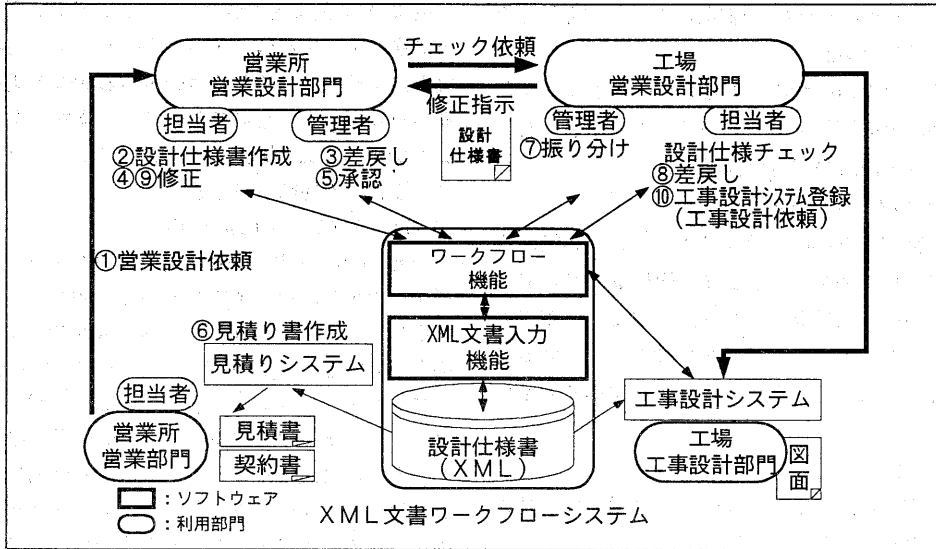 営業所
営業設計部門
チェック依頼
修正指示
工場
営業設計部門
担当者
管理者
設計
仕様書
管理者
担当者
②設計仕様書作成
④⑨修正
③差戻し
⑤承認
⑦振り分け
設計仕様チェック
⑧差戻し
⑩工事設計システム登録
(工事設計依頼)
①営業設計依頼
ワークフロー
機能
XML文書入力
機能
設計仕様書
(XML)
⑥見積り書作成
見積りシステム
見積書
契約書
担当者
営業所
営業部門
工事設計システム
工場
工事設計部門
図
面
:ソフトウェア
:利用部門
XML文書ワークフローシステム